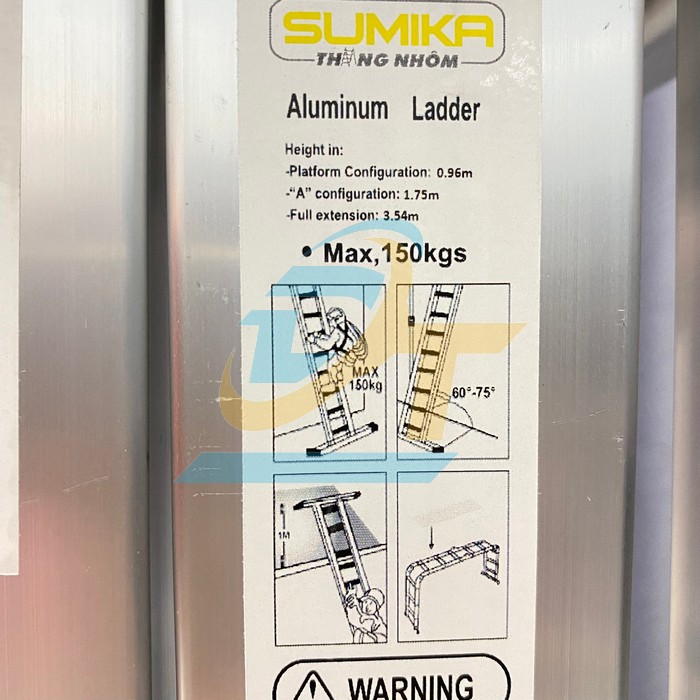 SUMIKA
THANG NHÔM
Aluminum Ladder
Height in:
-Platform Configuration: 0.96m
-“A” configuration: 1.75m
-Full extension: 3.54m
• Max,150kgs
MAX
150kg
60°-75°
1M
WARNING